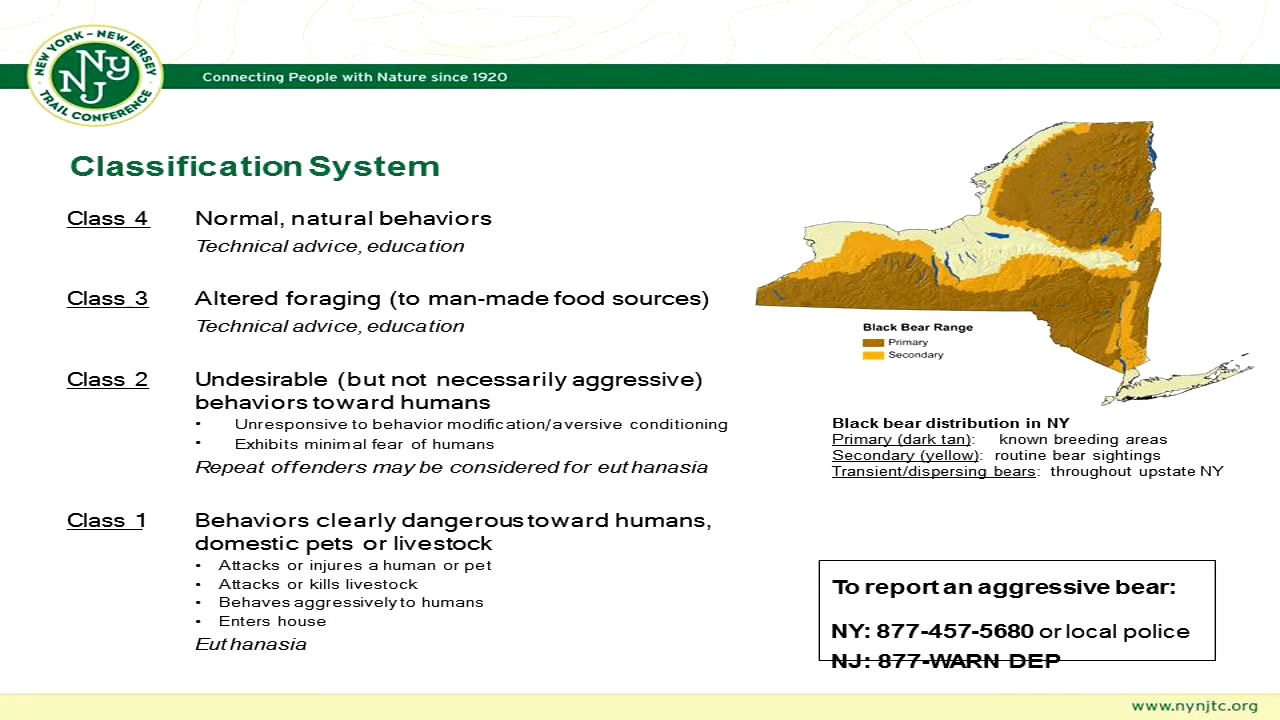 NEW YORK - NEW JERSEY
NY
NJ
TRAIL CONFERENCE
Connecting People with Nature since 1920
Classification System
Class 4 Normal, natural behaviors
Technical advice, education
Class 3 Altered foraging (to man-made food sources)
Technical advice, education
Class 2 Undesirable (but not necessarily aggressive)
behaviors toward humans
• Unresponsive to behavior modification/aversive conditioning
• Exhibits minimal fear of humans
Repeat offenders may be considered for euthanasia
Class 1 Behaviors clearly dangerous toward humans,
domestic pets or livestock
• Attacks or injures a human or pet
• Attacks or kills livestock
• Behaves aggressively to humans
• Enters house
Euthanasia
Black Bear Range
Primary
Secondary
Black bear distribution in NY
Primary (dark tan): known breeding areas
Secondary (yellow): routine bear sightings
Transient/dispersing bears: throughout upstate NY
To report an aggressive bear:
NY: 877-457-5680 or local police
NJ: 877-WARN DEP
www.nynjtc.org